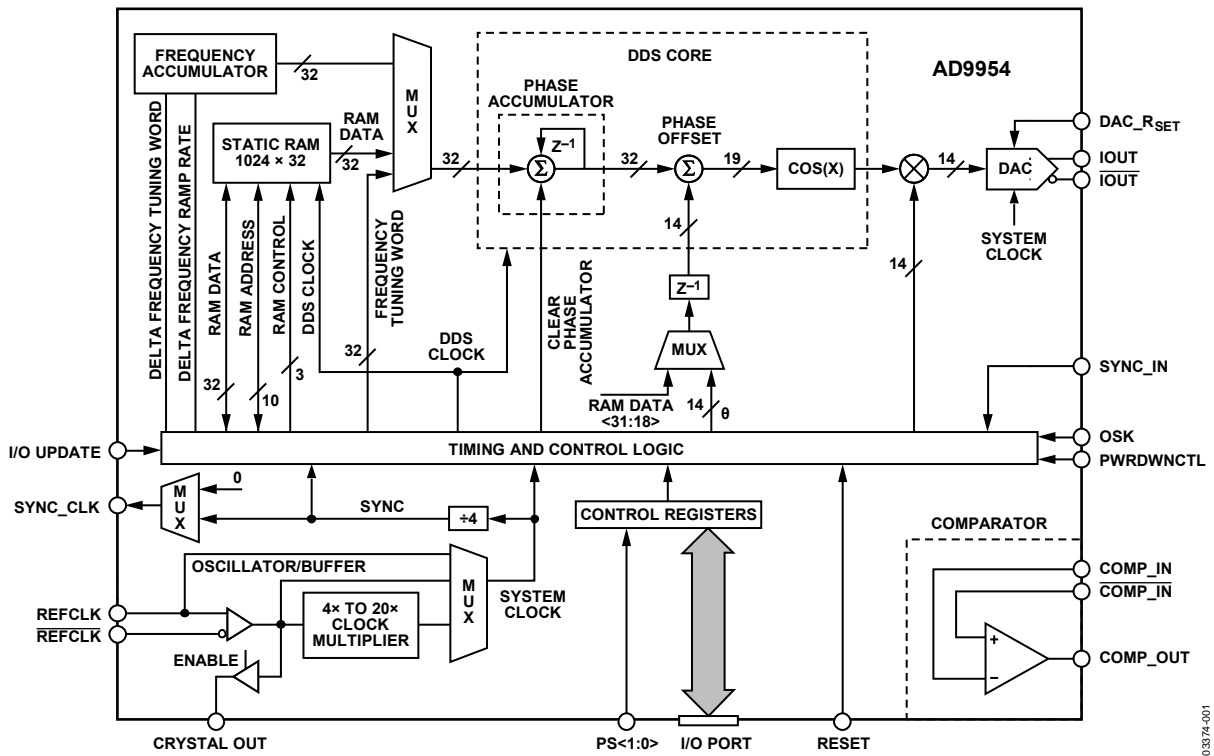 FREQUENCY
ACCUMULATOR
32
M
U
X
DDS CORE
AD9954
PHASE
ACCUMULATOR
Z–1
Σ
32
32
PHASE
OFFSET
Σ
19
COS(X)
14
DAC
DAC_RSET
IOUT
IOUT
SYSTEM
CLOCK
RAM
DATA
32
STATIC RAM
1024 × 32
DELTA FREQUENCY TUNING WORD
DELTA FREQUENCY RAMP RATE
RAM DATA
32
RAM ADDRESS
10
RAM CONTROL
3
DDS CLOCK
FREQUENCY
TUNING WORD
32
DDS
CLOCK
CLEAR
PHASE
ACCUMULATOR
14
Z–1
MUX
RAM DATA
<31:18>
14
θ
14
SYNC_IN
I/O UPDATE
TIMING AND CONTROL LOGIC
OSK
PWRDWNCTL
SYNC_CLK
M
U
X
0
SYNC
÷4
CONTROL REGISTERS
COMPARATOR
OSCILLATOR/BUFFER
REFCLK
REFCLK
4× TO 20×
CLOCK
MULTIPLIER
M
U
X
SYSTEM
CLOCK
ENABLE
COMP_IN
COMP_IN
+
–
COMP_OUT
CRYSTAL OUT
PS<1:0>
I/O PORT
RESET
03374-001